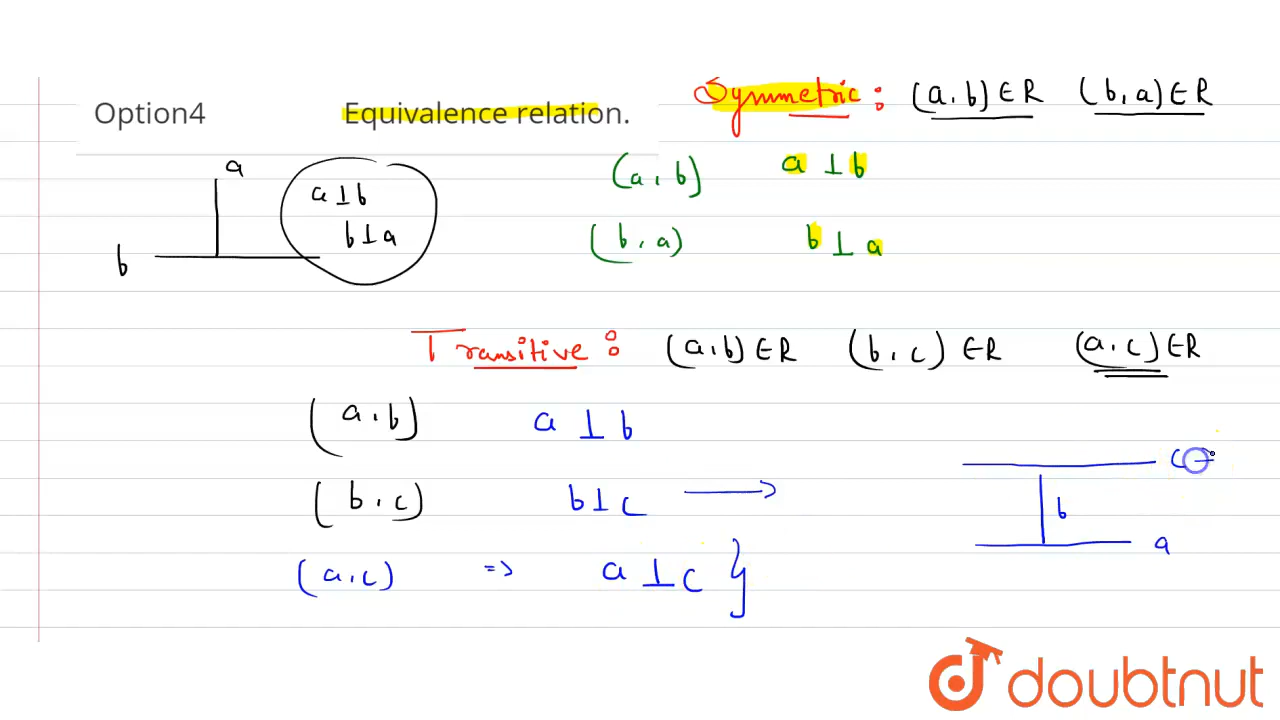 Option4 Equivalence relation.
Symmetric : (a,b) ∈ R (b,a) ∈ R
a
a ⊥ b
b ⊥ a
b
(a,b) a ⊥ b
(b,a) b ⊥ a
Transitive : (a,b) ∈ R (b,c) ∈ R (a,c) ∈ R
(a,b) a ⊥ b
(b,c) b ⊥ c →
(a,c) ⇒ a ⊥ c }
c
b
a
doubtnut